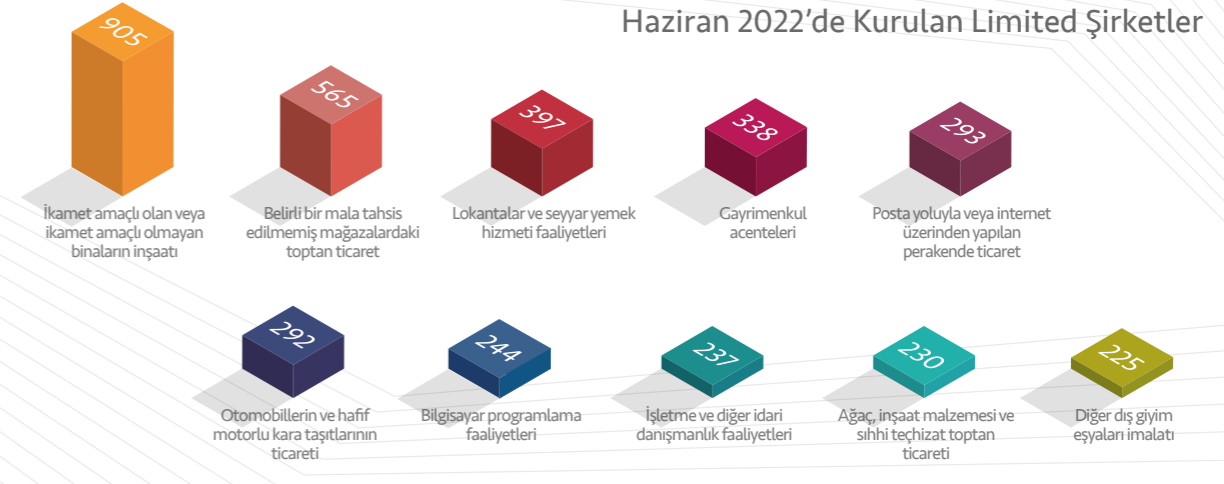 Haziran 2022'de Kurulan Limited Şirketler
905
565
397
338
293
İkamet amaçlı olan veya
ikamet amaçlı olmayan
binaların inşaatı
Belirli bir mala tahsis
edilmemiş mağazalardaki
toptan ticaret
Lokantalar ve seyyar yemek
hizmeti faaliyetleri
Gayrimenkul
acenteleri
Posta yoluyla veya internet
üzerinden yapılan
perakende ticaret
292
244
237
230
225
Otomobillerin ve hafif
motorlu kara taşıtlarının
ticareti
Bilgisayar programlama
faaliyetleri
İşletme ve diğer idari
danışmanlık faaliyetleri
Ağaç, inşaat malzemesi ve
sıhhi teçhizat toptan
ticareti
Diğer dış giyim
eşyaları imalatı